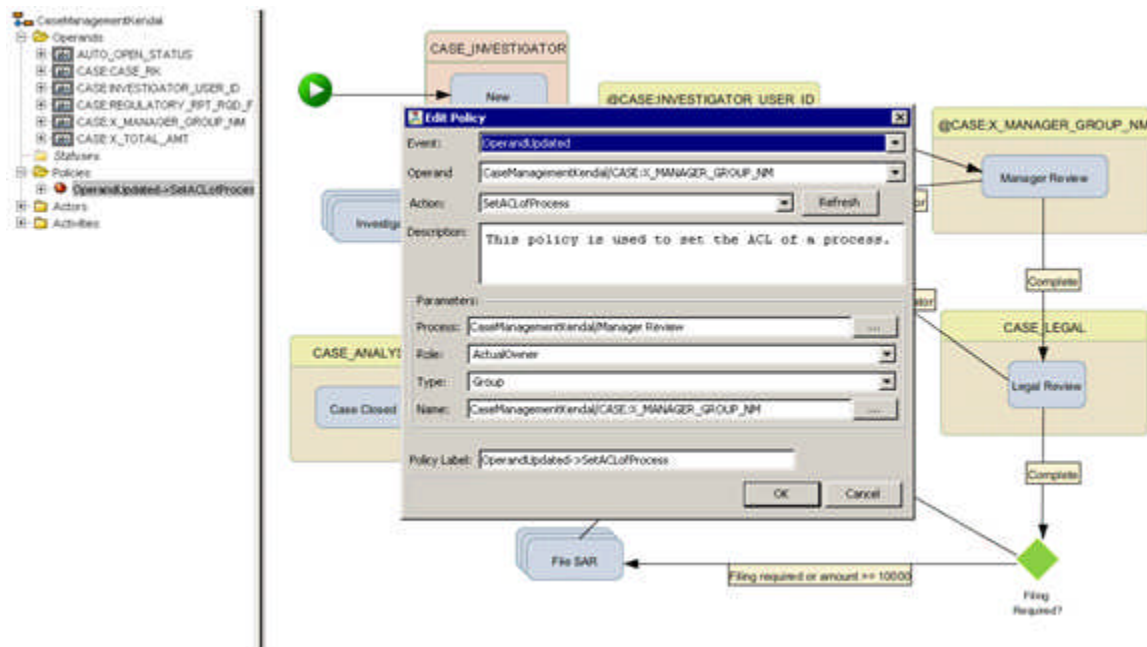 CaseManagementKendal
Operands
AUTO_OPEN_STATUS
CASE:CASE_RK
CASE:INVESTIGATOR_USER_ID
CASE:REGULATORY_RPT_RQD_F
CASE:X_MANAGER_GROUP_NM
CASE:X_TOTAL_AMT
Statuses
Policies
OperandUpdated->SetACLofProces
Actors
Activities
CASE_INVESTIGATOR
New
@CASE:INVESTIGATOR_USER_ID
@CASE:X_MANAGER_GROUP_NM
Manager Review
Investiga
Complete
CASE_LEGAL
Legal Review
CASE_ANALYS
Case Closed
Complete
File SAR
Filing required or amount >= 10000
Filing
Required?
Edit Policy
Event: OperandUpdated
Operand CaseManagementKendal/CASE:X_MANAGER_GROUP_NM
Action: SetACLofProcess Refresh
Description: This policy is used to set the ACL of a process.
Parameters:
Process: CaseManagementKendal/Manager Review ...
Role: ActualOwner
Type: Group
Name: CaseManagementKendal/CASE:X_MANAGER_GROUP_NM ...
Policy Label: OperandUpdated->SetACLofProcess
OK Cancel